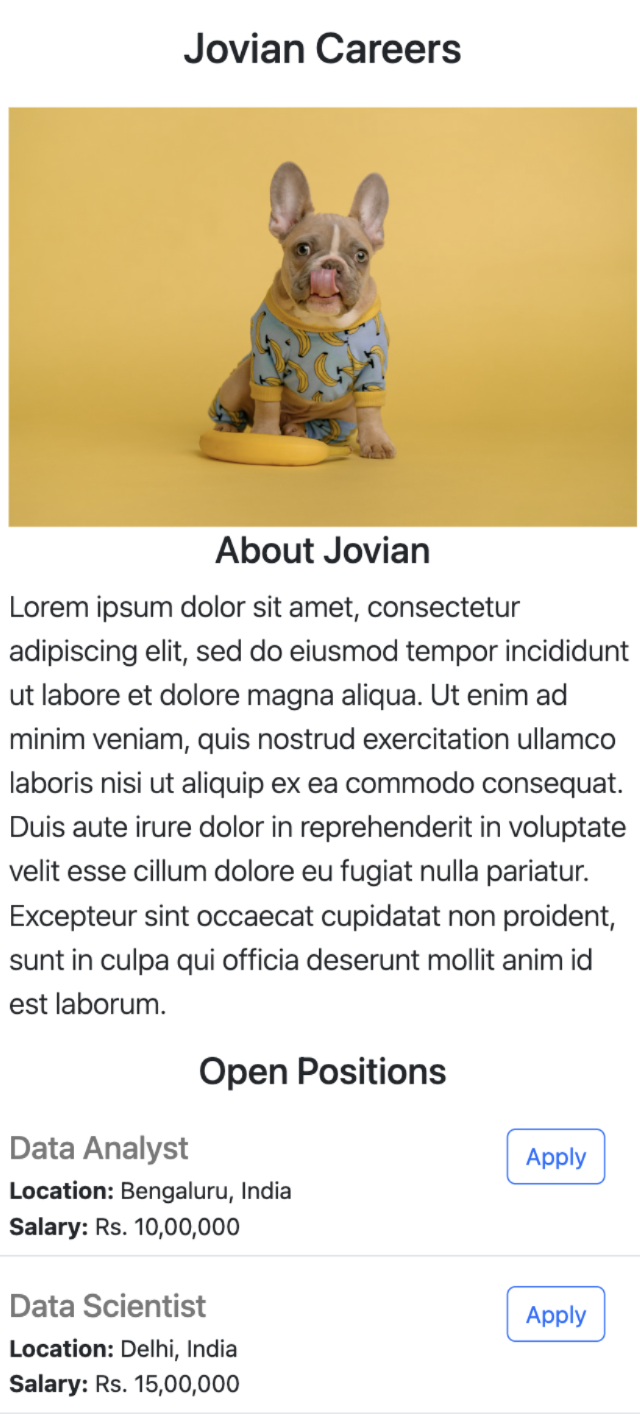 Jovian Careers
About Jovian
Lorem ipsum dolor sit amet, consectetur
adipiscing elit, sed do eiusmod tempor incididunt
ut labore et dolore magna aliqua. Ut enim ad
minim veniam, quis nostrud exercitation ullamco
laboris nisi ut aliquip ex ea commodo consequat.
Duis aute irure dolor in reprehenderit in voluptate
velit esse cillum dolore eu fugiat nulla pariatur.
Excepteur sint occaecat cupidatat non proident,
sunt in culpa qui officia deserunt mollit anim id
est laborum.
Open Positions
Data Analyst
Apply
Location: Bengaluru, India
Salary: Rs. 10,00,000
Data Scientist
Apply
Location: Delhi, India
Salary: Rs. 15,00,000